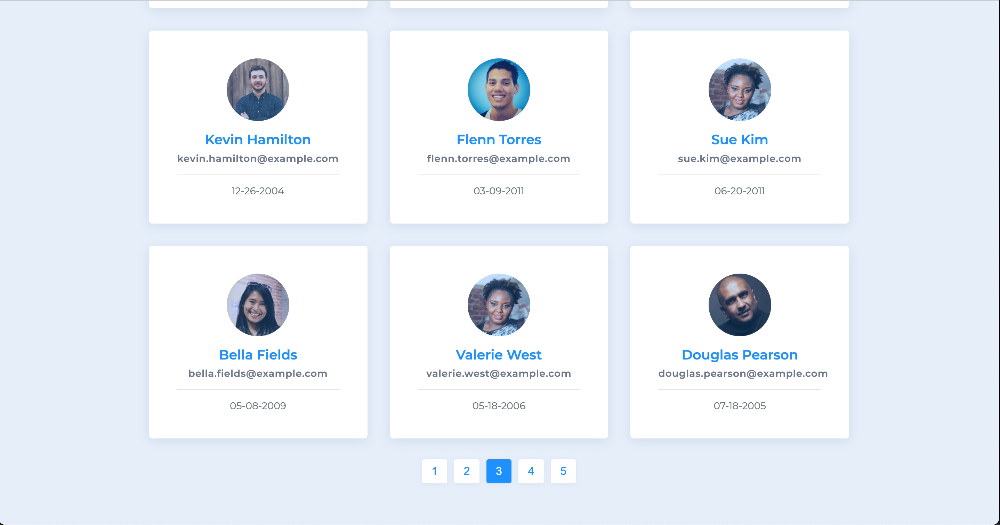 Kevin Hamilton
kevin.hamilton@example.com
12-26-2004
Flenn Torres
flenn.torres@example.com
03-09-2011
Sue Kim
sue.kim@example.com
06-20-2011
Bella Fields
bella.fields@example.com
05-08-2009
Valerie West
valerie.west@example.com
05-18-2006
Douglas Pearson
douglas.pearson@example.com
07-18-2005
1 2 3 4 5